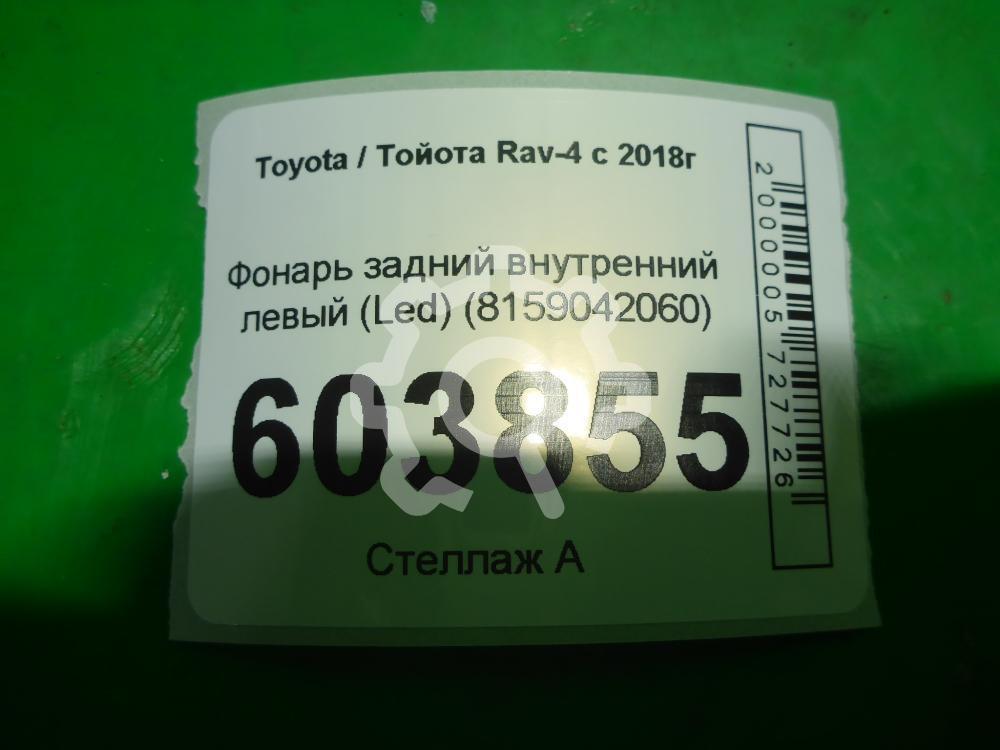 Toyota / Тойота Rav-4 с 2018г
Фонарь задний внутренний
левый (Led) (8159042060)
603855
Стеллаж А
2000005727726